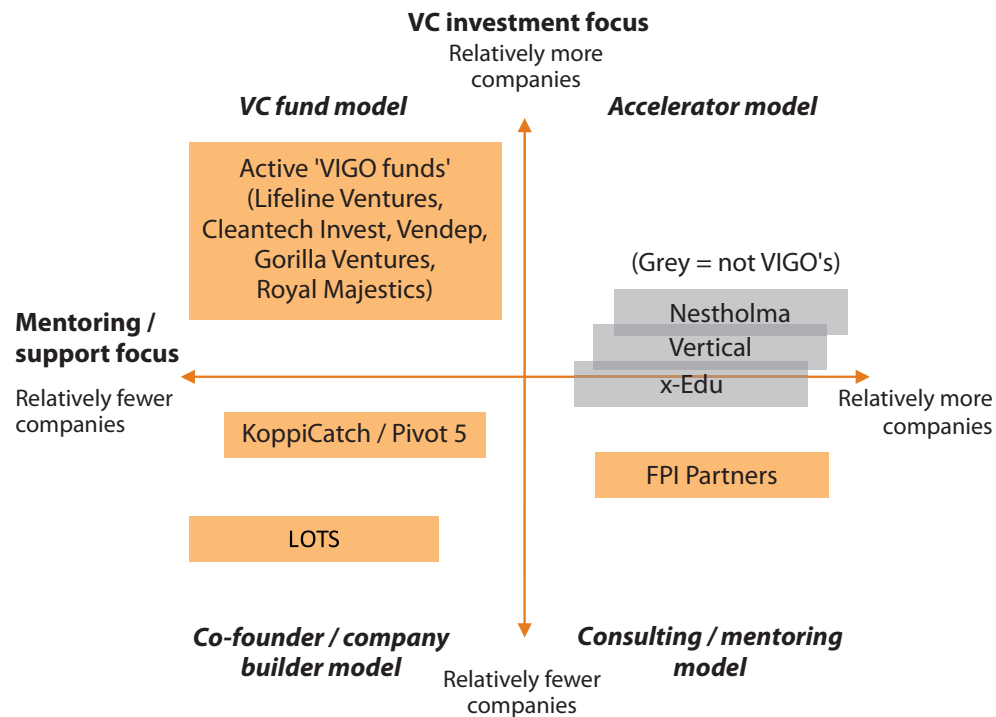 VC investment focus
Relatively more
companies
VC fund model
Accelerator model
Active 'VIGO funds'
(Lifeline Ventures,
Cleantech Invest, Vendep,
Gorilla Ventures,
Royal Majestics)
(Grey = not VIGO's)
Nestholma
Vertical
x-Edu
Mentoring /
support focus
Relatively fewer
companies
Relatively more
companies
KoppiCatch / Pivot 5
FPI Partners
LOTS
Co-founder / company
builder model
Consulting / mentoring
model
Relatively fewer
companies